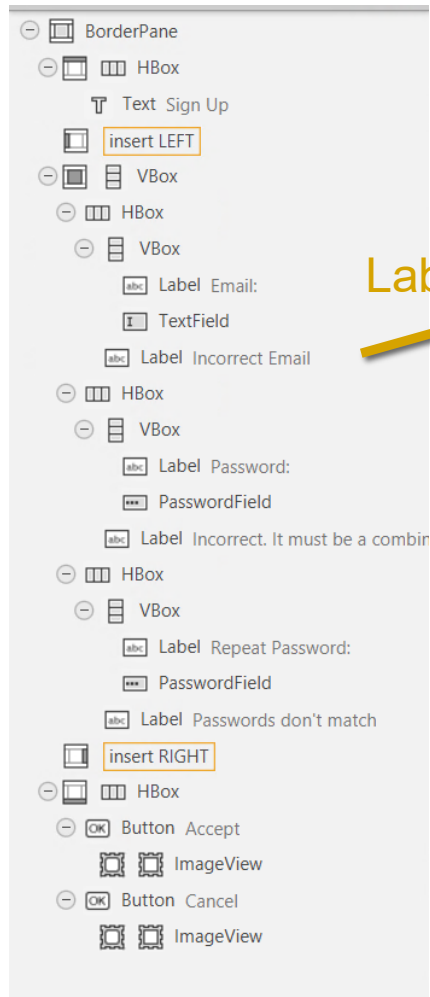 BorderPane
HBox
Text Sign Up
insert LEFT
VBox
HBox
VBox
Label Email:
TextField
Label Incorrect Email
HBox
VBox
Label Password:
PasswordField
Label Incorrect. It must be a combin
HBox
VBox
Label Repeat Password:
PasswordField
Label Passwords don't match
insert RIGHT
HBox
OK Button Accept
ImageView
OK Button Cancel
ImageView
Lab